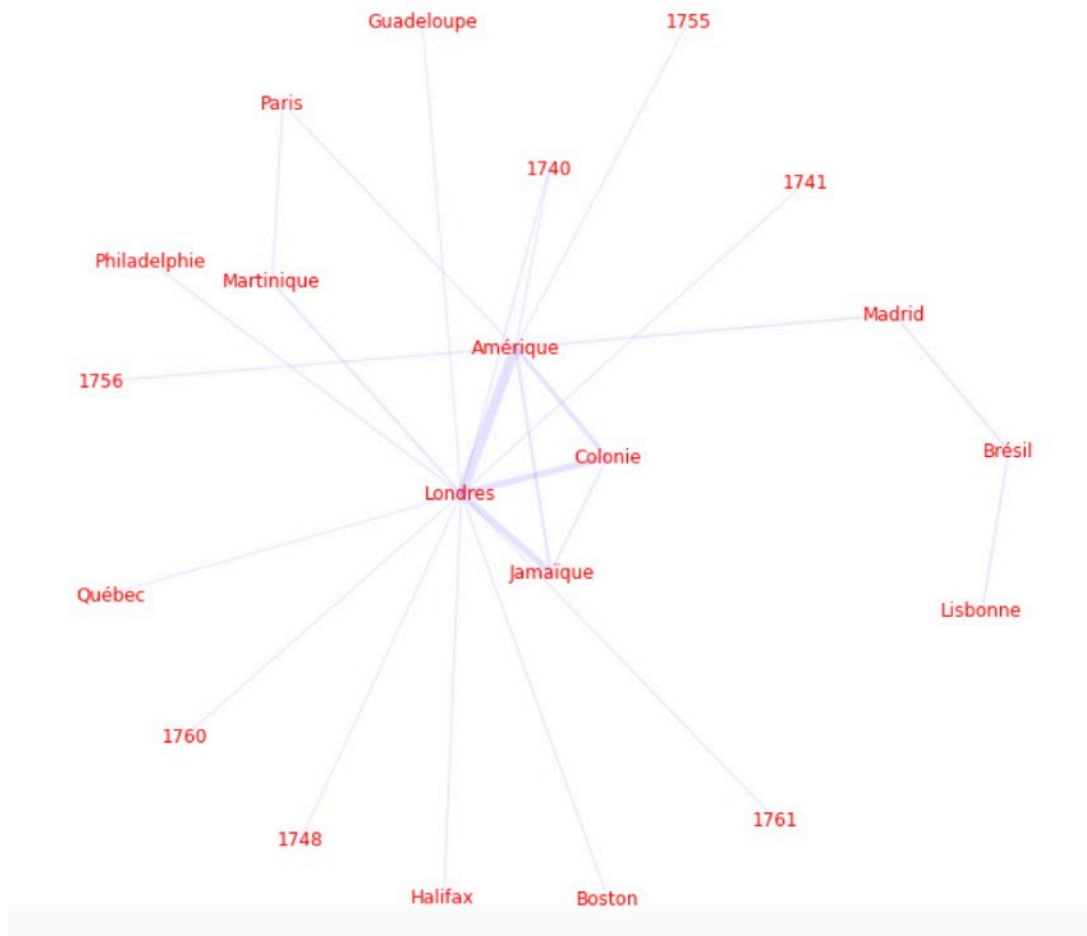 Guadeloupe
1755
Paris
1740
1741
Philadelphie
Martinique
Madrid
Amérique
1756
Brésil
Colonie
Londres
Jamaïque
Québec
Lisbonne
1760
1761
1748
Halifax
Boston